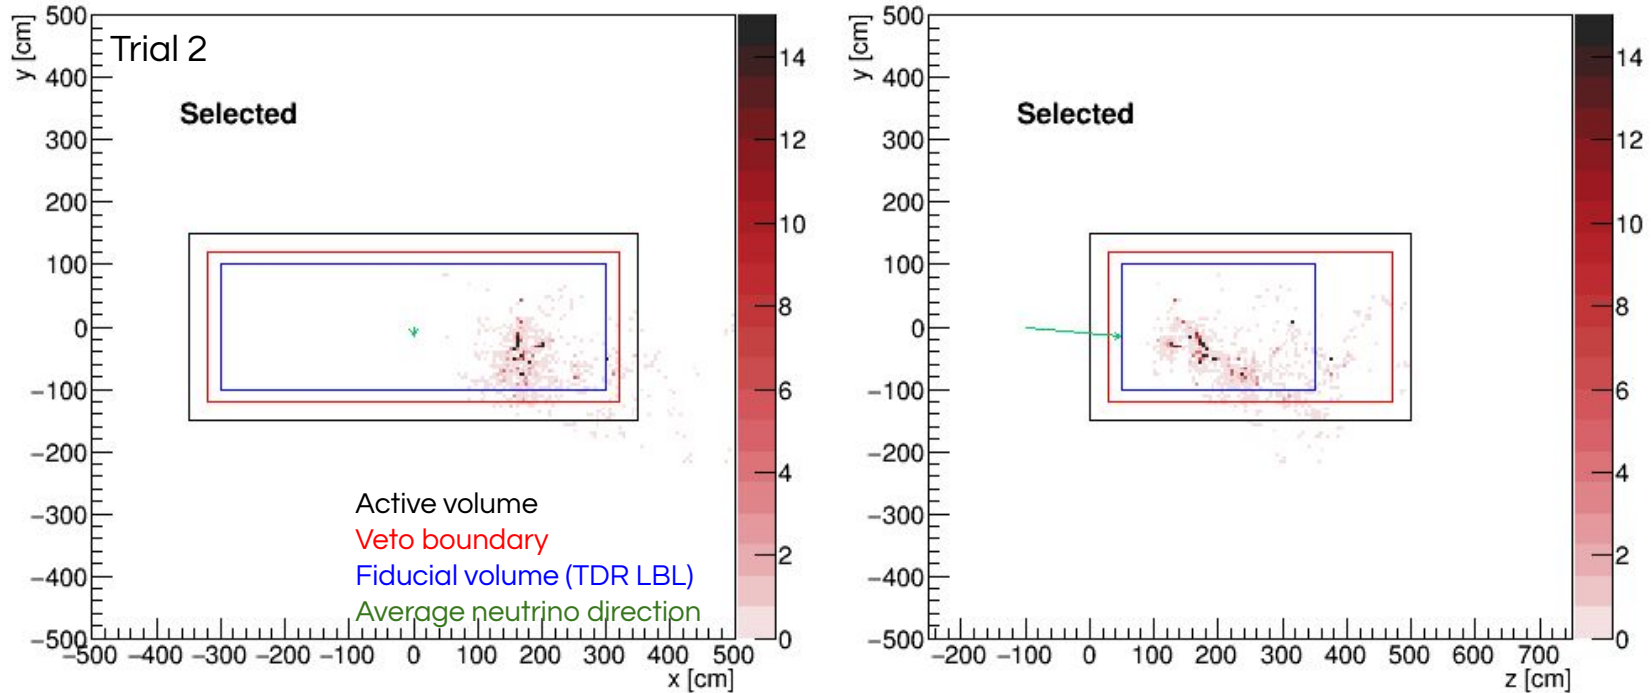 Trial 2
Selected
y [cm]
500
400
300
200
100
0
−100
−200
−300
−400
−500
−500 −400 −300 −200 −100 0 100 200 300 400 500
x [cm]
14
12
10
8
6
4
2
0
Active volume
Veto boundary
Fiducial volume (TDR LBL)
Average neutrino direction
Selected
y [cm]
500
400
300
200
100
0
−100
−200
−300
−400
−500
−200 −100 0 100 200 300 400 500 600 700
z [cm]
14
12
10
8
6
4
2
0